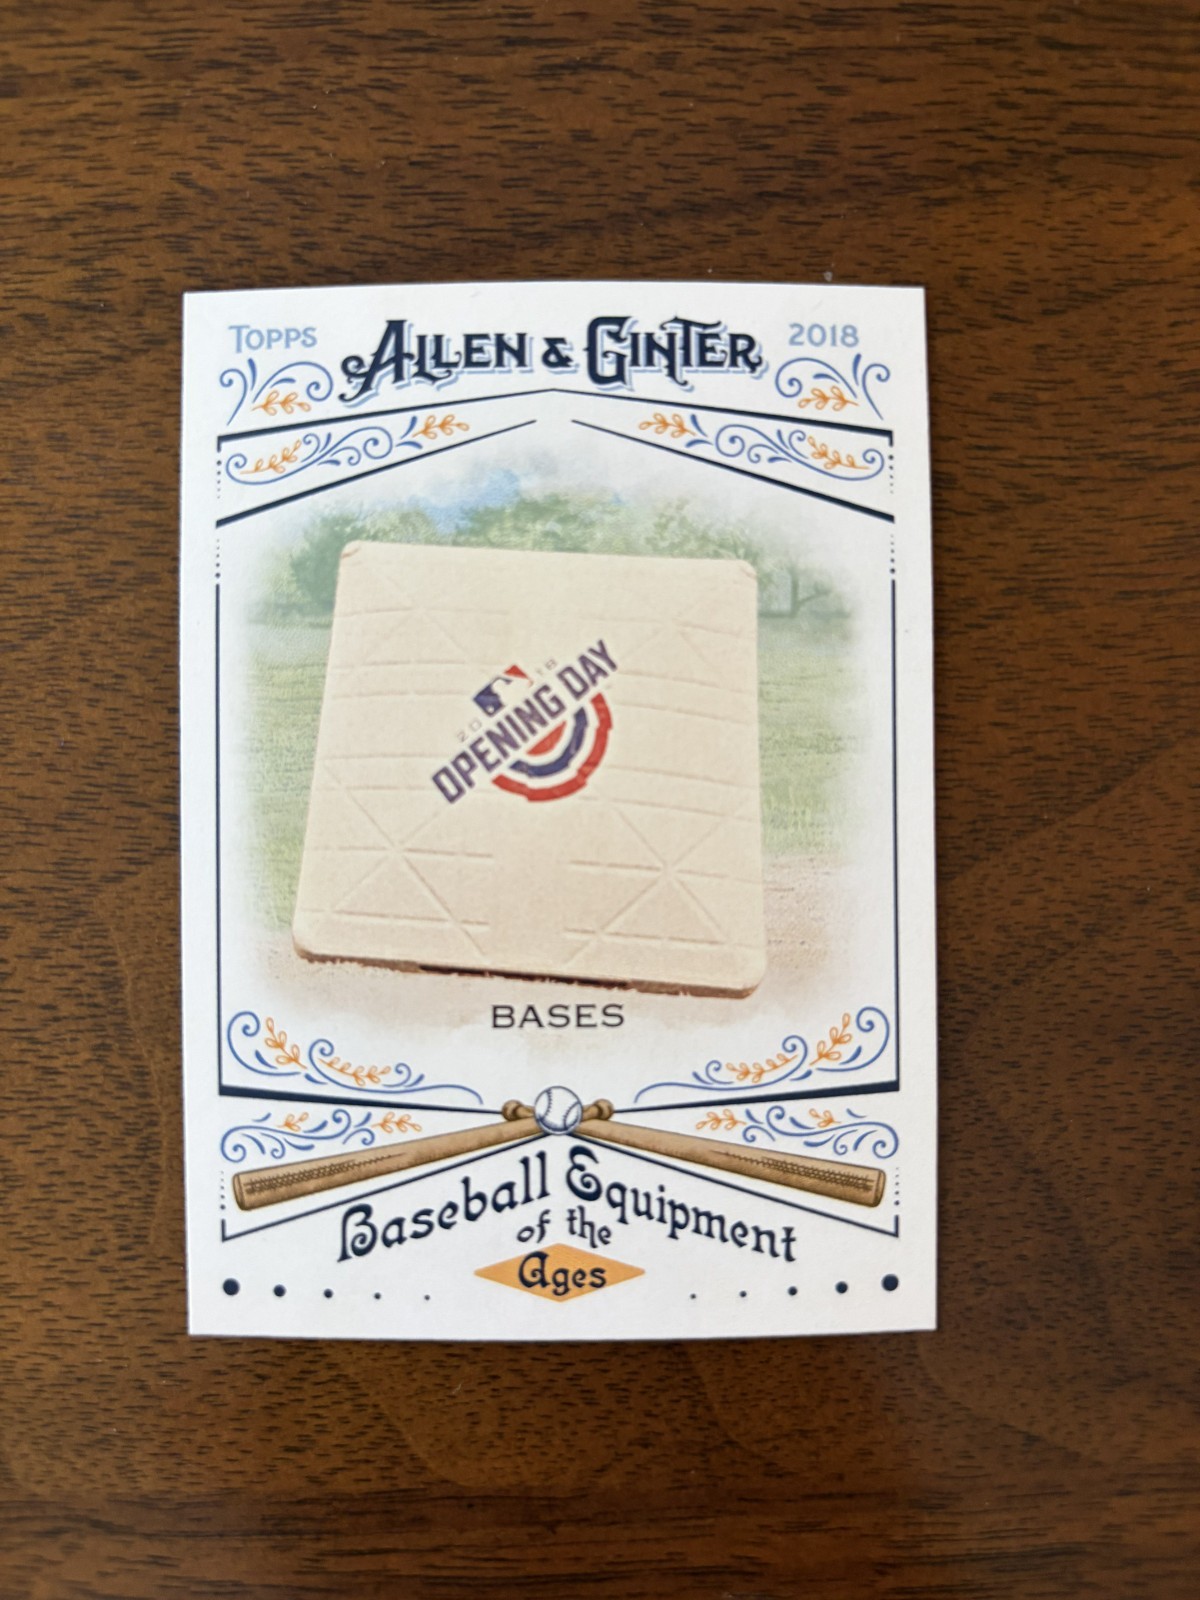 TOPPS ALLEN & GINTER 2018
2018
OPENING DAY
BASES
Baseball Equipment
of the
Ages